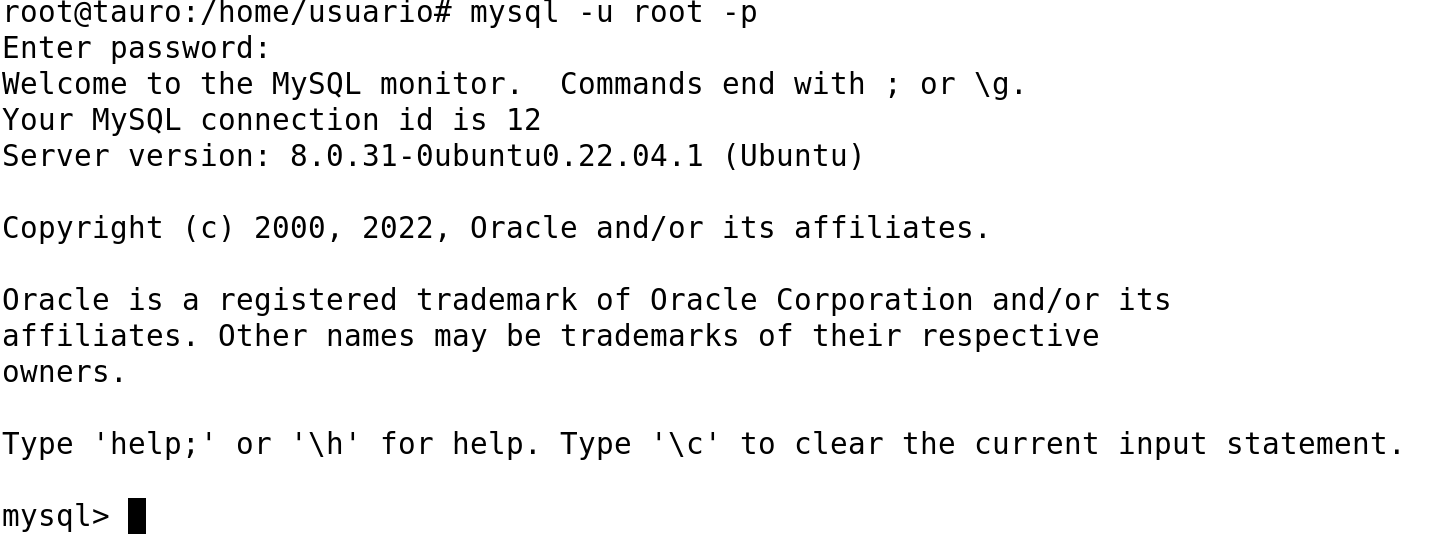 root@tauro:/home/usuario# mysql -u root -p
Enter password:
Welcome to the MySQL monitor.  Commands end with ; or \g.
Your MySQL connection id is 12
Server version: 8.0.31-0ubuntu0.22.04.1 (Ubuntu)

Copyright (c) 2000, 2022, Oracle and/or its affiliates.

Oracle is a registered trademark of Oracle Corporation and/or its
affiliates. Other names may be trademarks of their respective
owners.

Type 'help;' or '\h' for help. Type '\c' to clear the current input statement.

mysql>